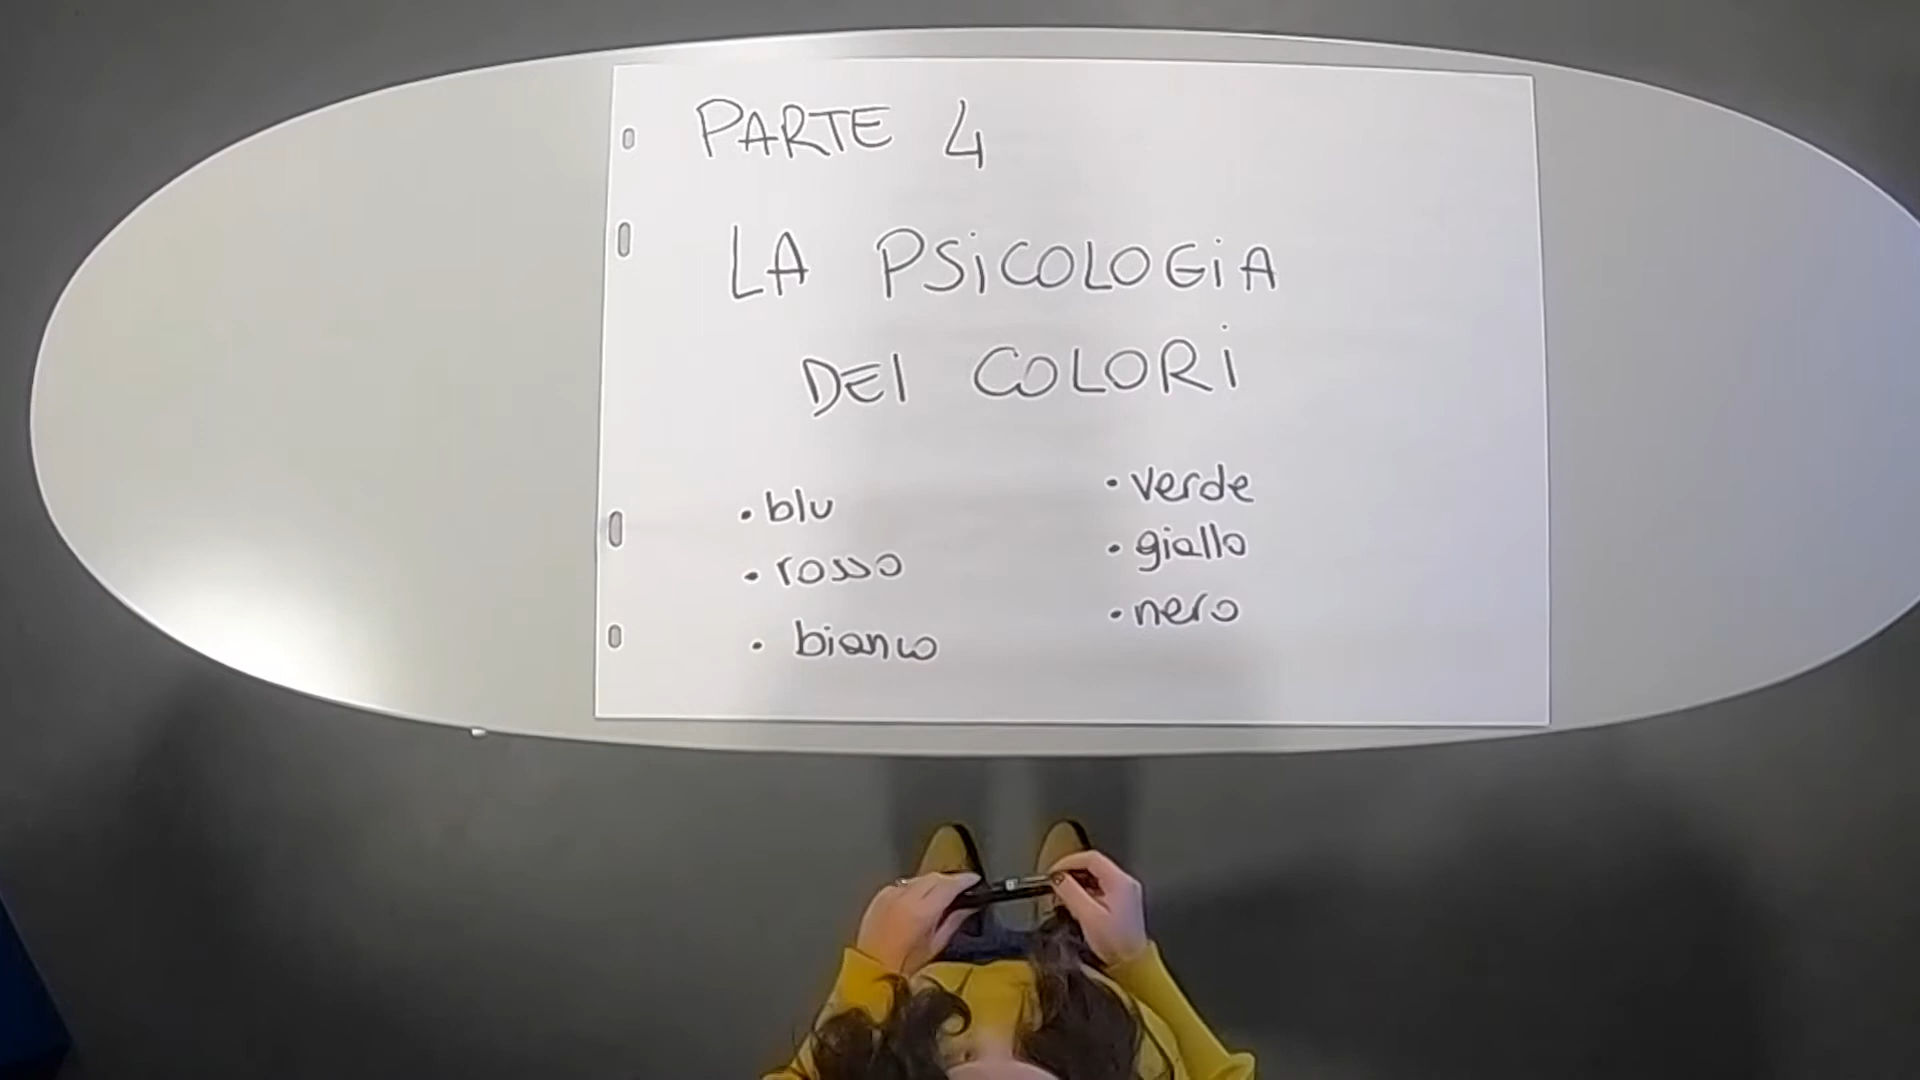 PARTE 4
LA PSiCOLOGiA
DEI COLORi
• blu
• rosso
• bianco
• verde
• giallo
• nero